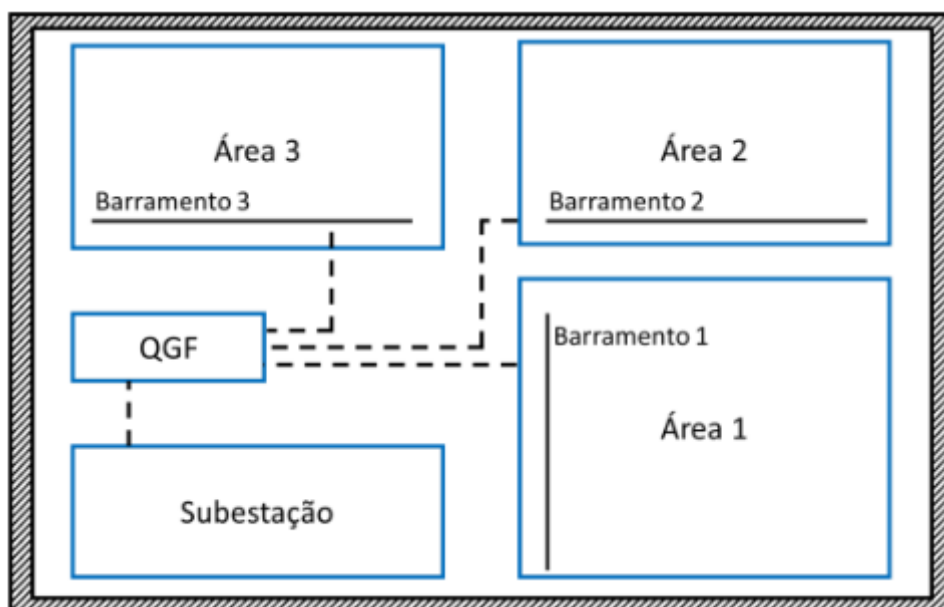 Área 3
Barramento 3
Área 2
Barramento 2
QGF
Barramento 1
Área 1
Subestação